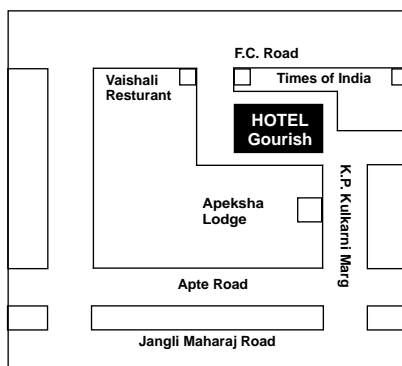 F.C. Road
Vaishali
Resturant
Times of India
HOTEL
Gourish
K.P. Kulkarni Marg
Apeksha
Lodge
Apte Road
Jangli Maharaj Road